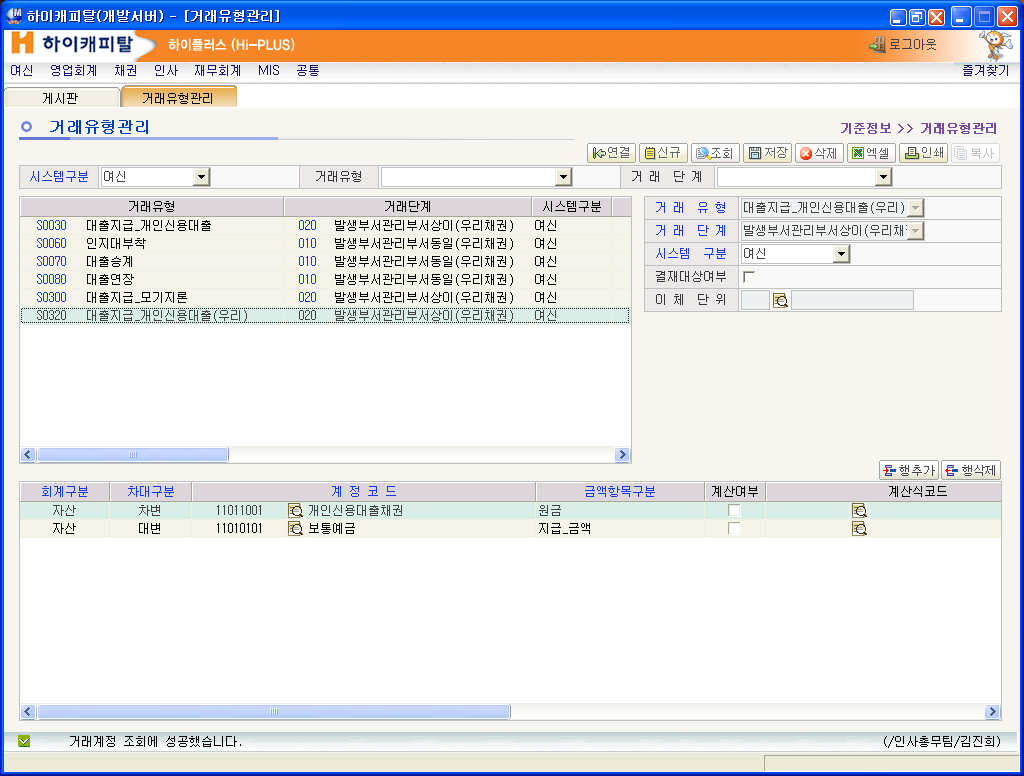 하이캐피탈(개발서버) - [거래유형관리]
하이캐피탈 하이플러스 (Hi-PLUS) 로그아웃
여신 영업회계 채권 인사 재무회계 MIS 공통 즐겨찾기
게시판 거래유형관리
거래유형관리 기준정보 >> 거래유형관리
연결 신규 조회 저장 삭제 엑셀 인쇄 복사
시스템구분 여신 거래유형 거 래 단 계
거래유형 거래단계 시스템구분
S0030 대출지급_개인신용대출 020 발생부서관리부서상이(우리채권) 여신
S0060 인지대부착 010 발생부서관리부서동일(우리채권) 여신
S0070 대출승계 010 발생부서관리부서동일(우리채권) 여신
S0080 대출연장 010 발생부서관리부서동일(우리채권) 여신
S0300 대출지급_모기지론 020 발생부서관리부서상이(우리채권) 여신
S0320 대출지급_개인신용대출(우리) 020 발생부서관리부서상이(우리채권) 여신
거 래 유 형 대출지급_개인신용대출(우리)
거 래 단 계 발생부서관리부서상이(우리채
시스템 구분 여신
결재대상여부
이 체 단 위
행추가 행삭제
회계구분 차대구분 계 정 코 드 금액항목구분 계산여부 계산식코드
자산 차변 11011001 개인신용대출채권 원금
자산 대변 11010101 보통예금 지급_금액
거래계정 조회에 성공했습니다. (/인사총무팀/김진희)